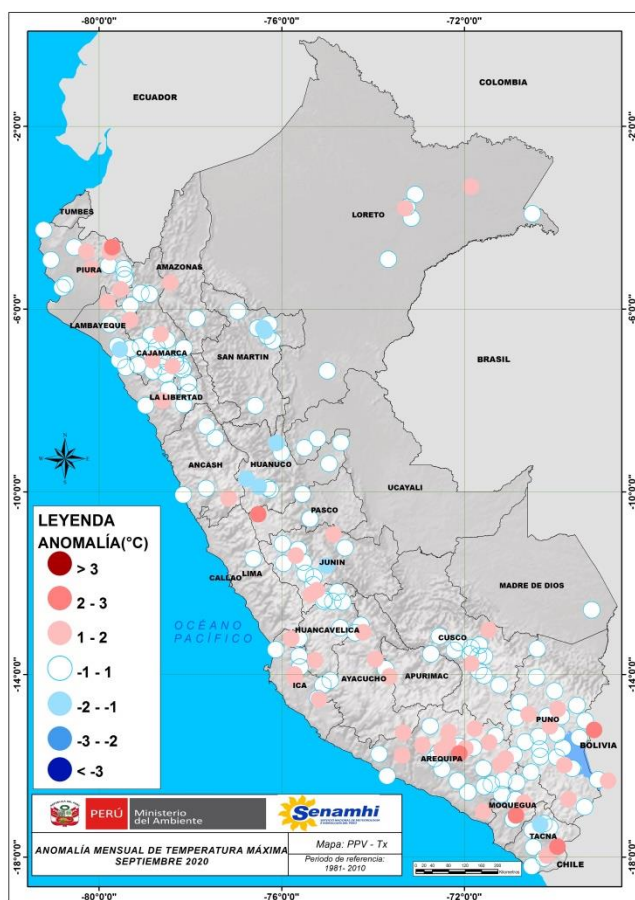 -80°0'0" -76°0'0" -72°0'0"
ECUADOR
COLOMBIA
-2°0'0" -2°0'0"
TUMBES
LORETO
PIURA
AMAZONAS
-6°0'0" -6°0'0"
LAMBAYEQUE
CAJAMARCA
SAN MARTIN
BRASIL
LA LIBERTAD
ANCASH
HUANUCO
UCAYALI
-10°0'0" -10°0'0"
PASCO
LEYENDA
ANOMALÍA(°C)
> 3
2 - 3
1 - 2
-1 - 1
-2 - -1
-3 - -2
< -3
JUNIN
CALLAO
LIMA
MADRE DE DIOS
OCÉANO
PACÍFICO
HUANCAVELICA
CUSCO
-14°0'0" -14°0'0"
ICA
AYACUCHO
APURIMAC
PUNO
BOLIVIA
AREQUIPA
MOQUEGUA
TACNA
CHILE
-18°0'0" -18°0'0"
PERÚ
Ministerio
del Ambiente
Senamhi
ANOMALÍA MENSUAL DE TEMPERATURA MÁXIMA
SEPTIEMBRE 2020
Mapa: PPV - Tx
Periodo de referencia:
1981- 2010
-80°0'0" -76°0'0" -72°0'0"